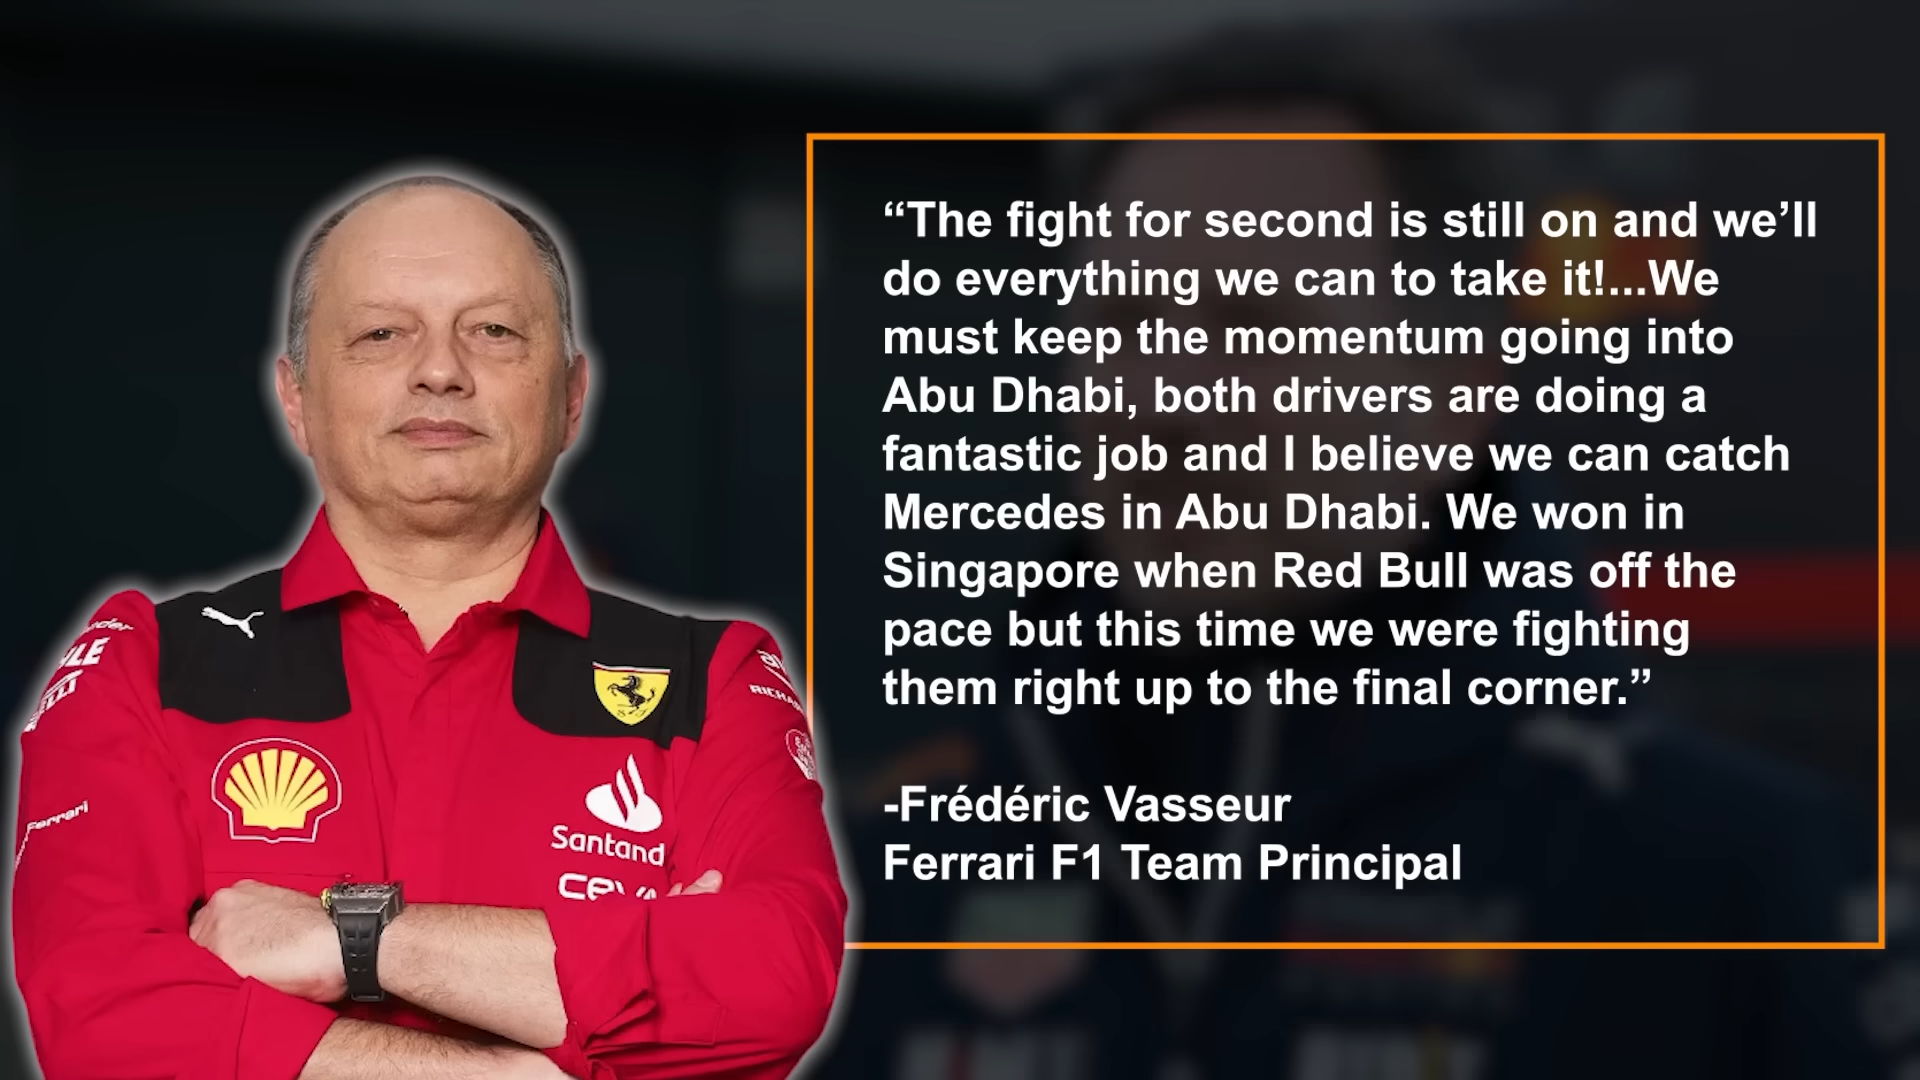 “The fight for second is still on and we’ll
do everything we can to take it!...We
must keep the momentum going into
Abu Dhabi, both drivers are doing a
fantastic job and I believe we can catch
Mercedes in Abu Dhabi. We won in
Singapore when Red Bull was off the
pace but this time we were fighting
them right up to the final corner.”
-Frédéric Vasseur
Ferrari F1 Team Principal
Santand
Ferrari
S F